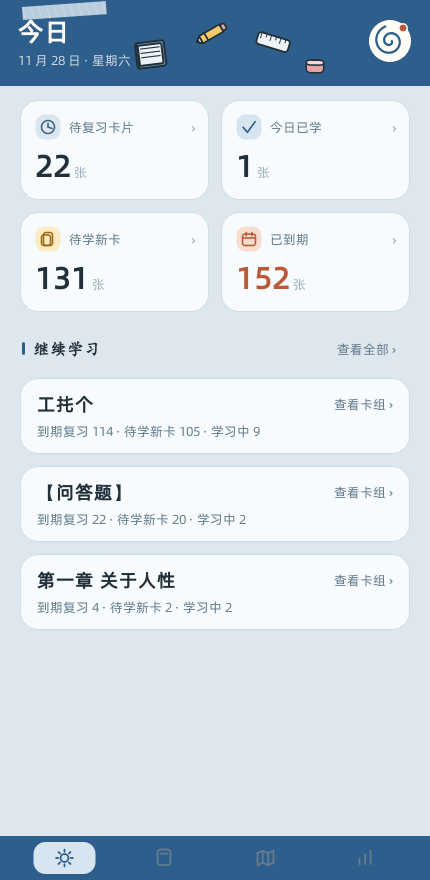 今日
11 月 28 日 · 星期六
待复习卡片 ›
22 张
今日已学 ›
1 张
待学新卡 ›
131 张
已到期 ›
152 张
继续学习
查看全部 ›
工扥个
查看卡组 ›
到期复习 114 · 待学新卡 105 · 学习中 9
【问答题】
查看卡组 ›
到期复习 22 · 待学新卡 20 · 学习中 2
第一章 关于人性
查看卡组 ›
到期复习 4 · 待学新卡 2 · 学习中 2